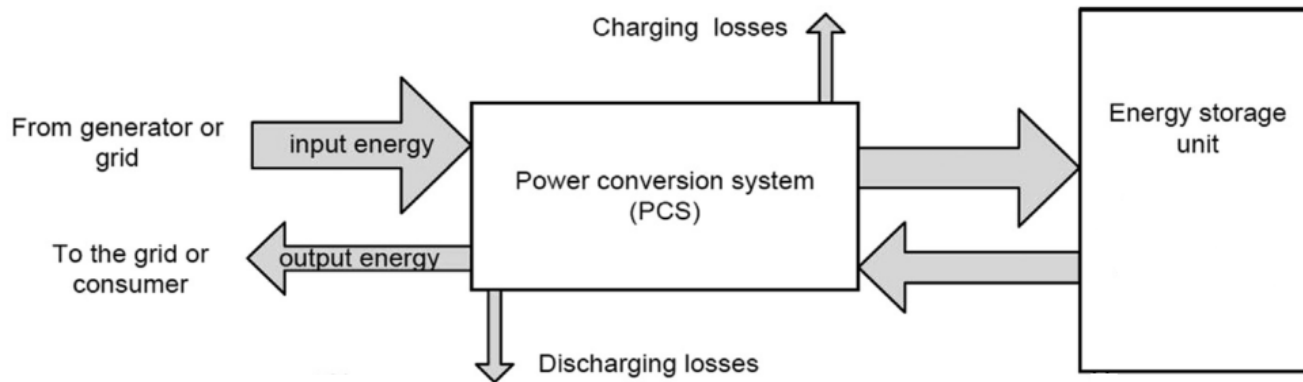 Charging losses
From generator or
grid
input energy
Energy storage
unit
Power conversion system
(PCS)
To the grid or
consumer
output energy
Discharging losses